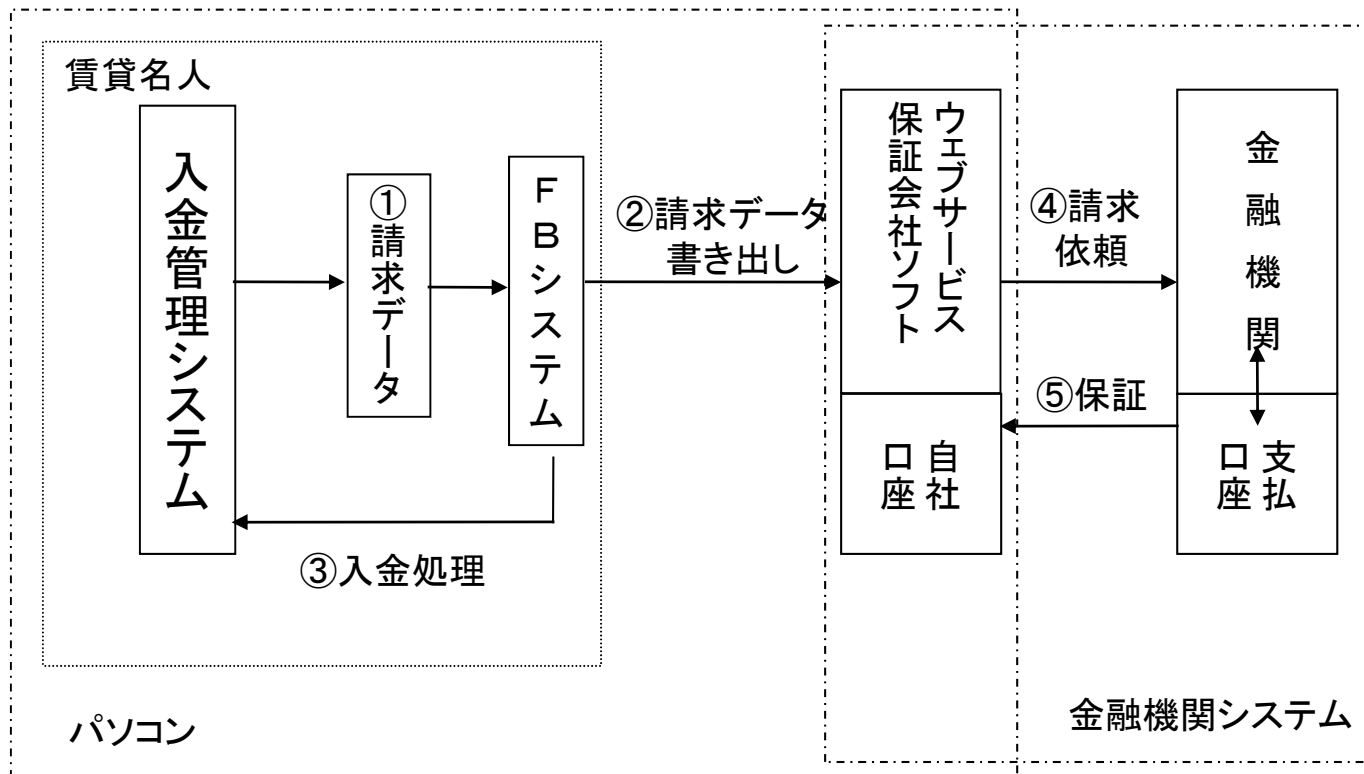 賃貸名人
入金管理システム
①請求データ
FBシステム
②請求データ
書き出し
③入金処理
ウェブサービス
保証会社ソフト
自社
口座
④請求
依頼
⑤保証
金融機関
支払
口座
パソコン
金融機関システム